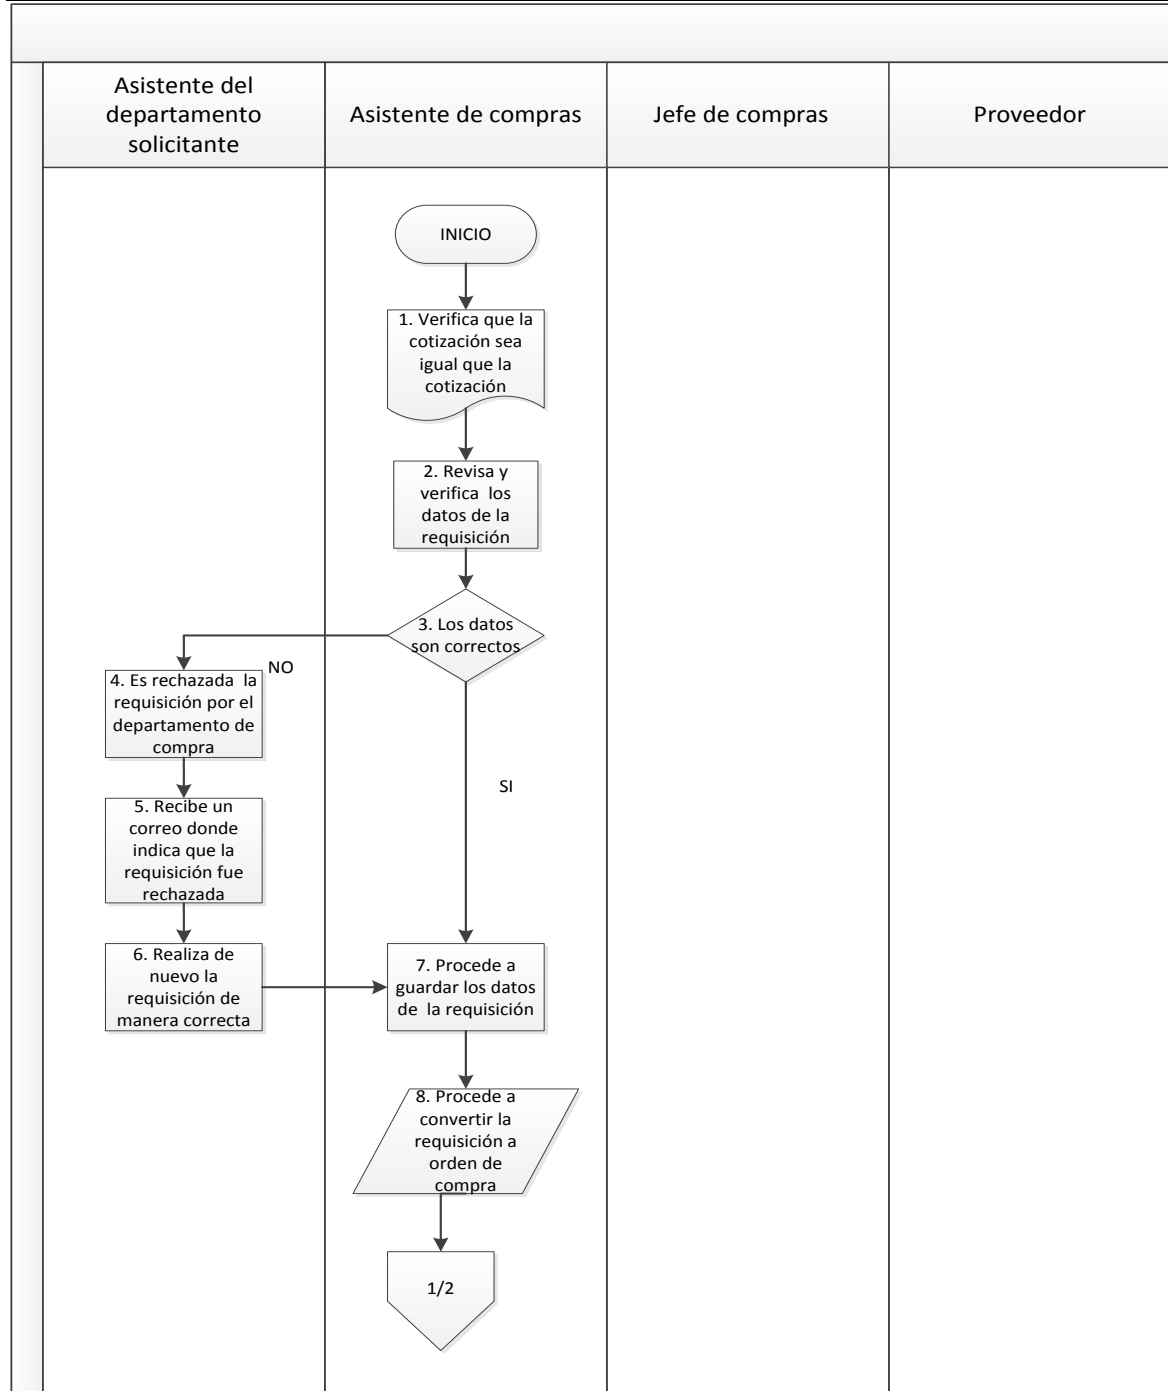 Asistente del
departamento
solicitante
Asistente de compras
Jefe de compras
Proveedor
INICIO
1. Verifica que la
cotización sea
igual que la
cotización
2. Revisa y
verifica los
datos de la
requisición
3. Los datos
son correctos
NO
4. Es rechazada la
requisición por el
departamento de
compra
SI
5. Recibe un
correo donde
indica que la
requisición fue
rechazada
6. Realiza de
nuevo la
requisición de
manera correcta
7. Procede a
guardar los datos
de la requisición
8. Procede a
convertir la
requisición a
orden de
compra
1/2